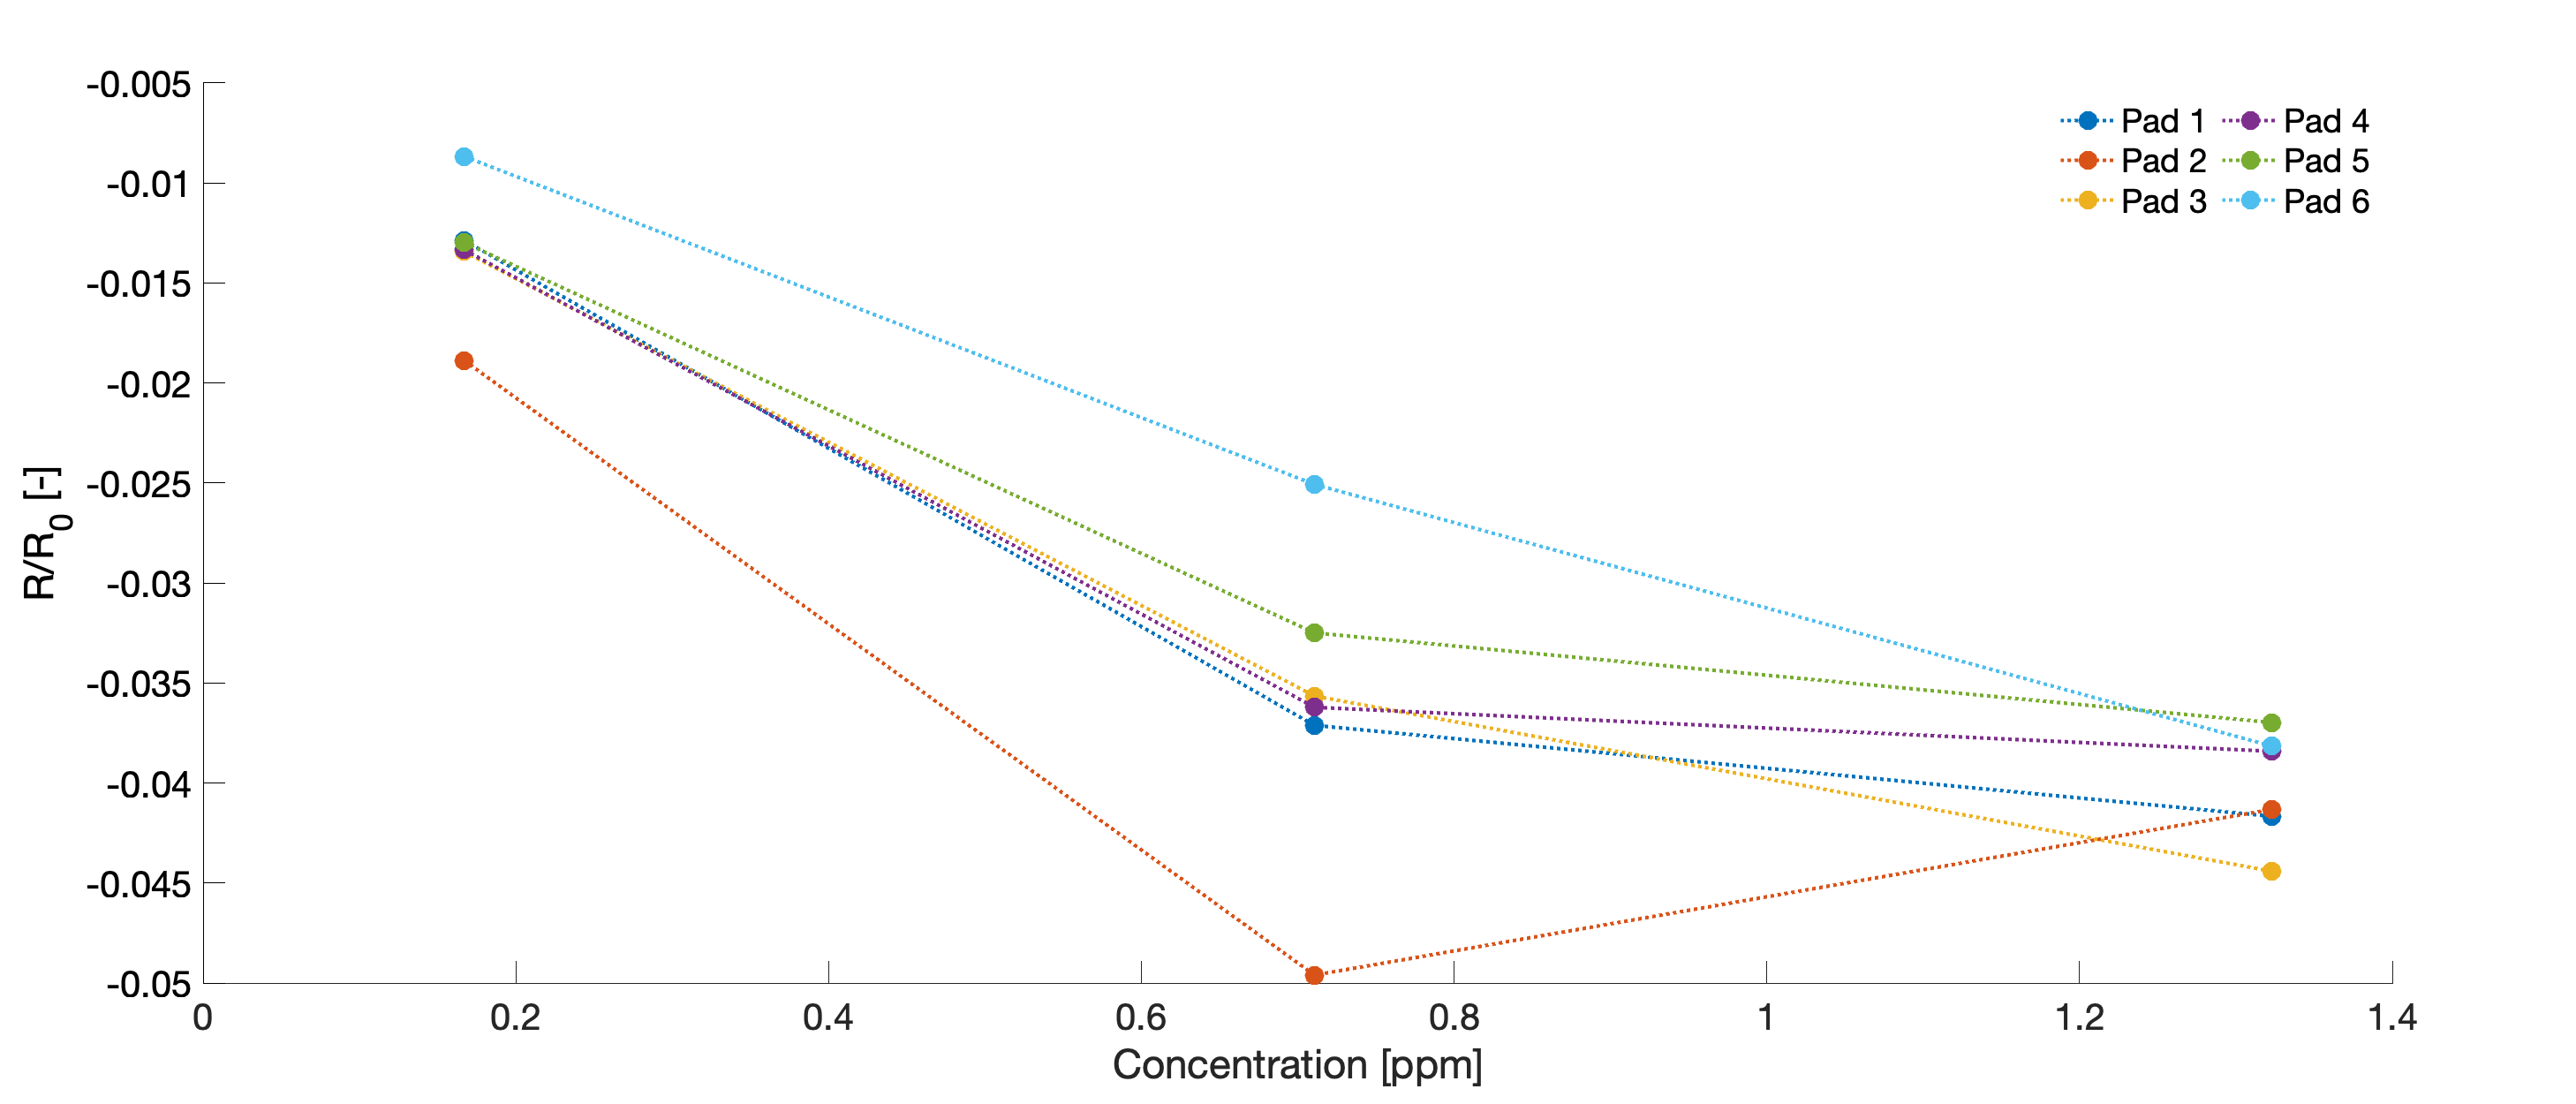 -0.005
-0.01
-0.015
-0.02
-0.025
-0.03
-0.035
-0.04
-0.045
-0.05
R/R0 [-]
Pad 1 Pad 4
Pad 2 Pad 5
Pad 3 Pad 6
0 0.2 0.4 0.6 0.8 1 1.2 1.4
Concentration [ppm]